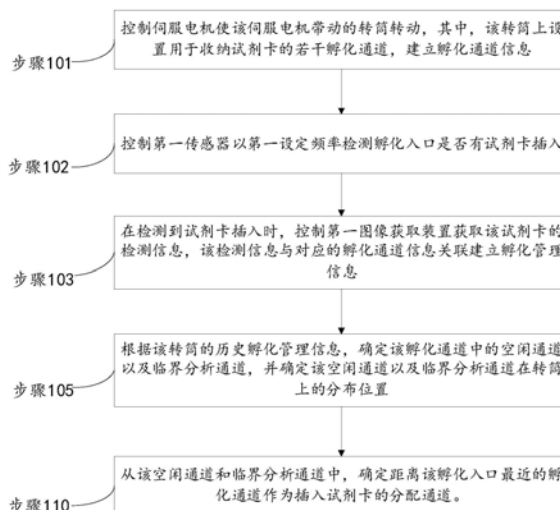 控制伺服电机使该伺服电机带动的转筒转动，其中，该转筒上设
置用于收纳试剂卡的若干孵化通道，建立孵化通道信息
步骤101
控制第一传感器以第一设定频率检测孵化入口是否有试剂卡插入
步骤102
在检测到试剂卡插入时，控制第一图像获取装置获取该试剂卡的
检测信息，该检测信息与对应的孵化通道信息关联建立孵化管理
信息
步骤103
根据该转筒的历史孵化管理信息，确定该孵化通道中的空闲通道
以及临界分析通道，并确定该空闲通道以及临界分析通道在转筒
上的分布位置
步骤105
从该空闲通道和临界分析通道中，确定距离该孵化入口最近的孵
化通道作为插入试剂卡的分配通道。
步骤110